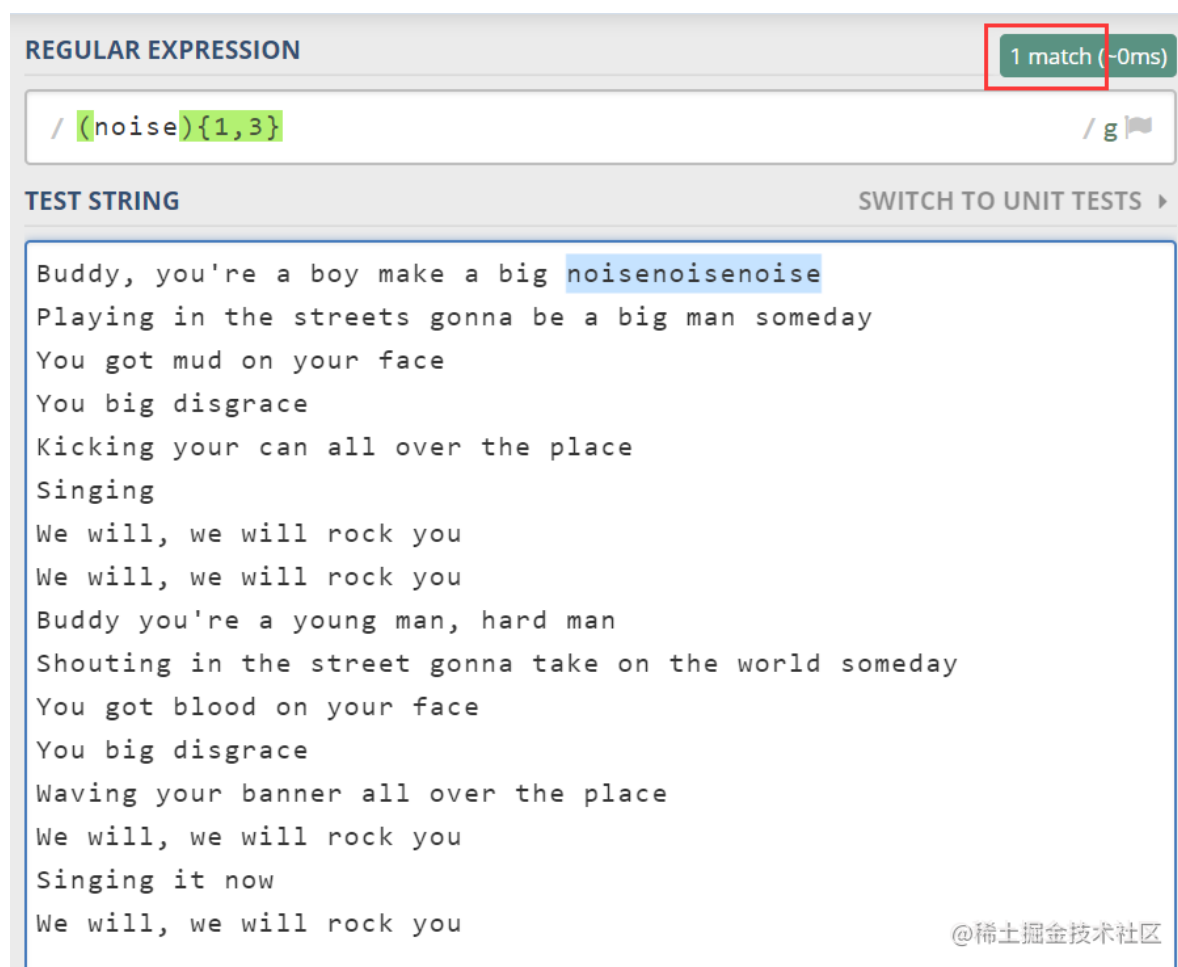 REGULAR EXPRESSION
1 match (~0ms)
/ (noise){1,3}
/ g
TEST STRING
SWITCH TO UNIT TESTS
Buddy, you're a boy make a big noisenoisenoise
Playing in the streets gonna be a big man someday
You got mud on your face
You big disgrace
Kicking your can all over the place
Singing
We will, we will rock you
We will, we will rock you
Buddy you're a young man, hard man
Shouting in the street gonna take on the world someday
You got blood on your face
You big disgrace
Waving your banner all over the place
We will, we will rock you
Singing it now
We will, we will rock you
@稀土掘金技术社区